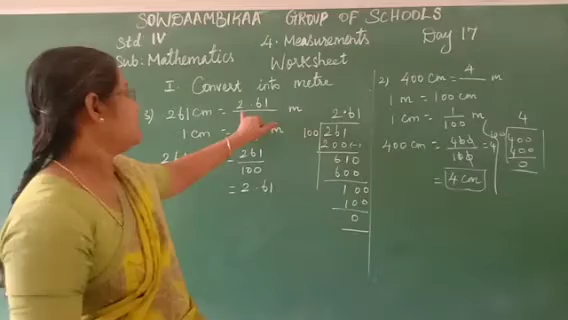 SOWDAAMBIKAA GROUP OF SCHOOLS
Std IV 4. Measurements Day 17
Sub: Mathematics Worksheet
I. Convert into metre
3) 261 cm = 2.61 m
1 cm = m
= 261
100
= 2.61
2.61
100 261
200
610
600
100
100
0
2) 400 cm = 4 m
1 m = 100 cm
1 cm = 1
100 m
400 cm = 400 = 4
100
= 4 cm
4
100 400
400
0